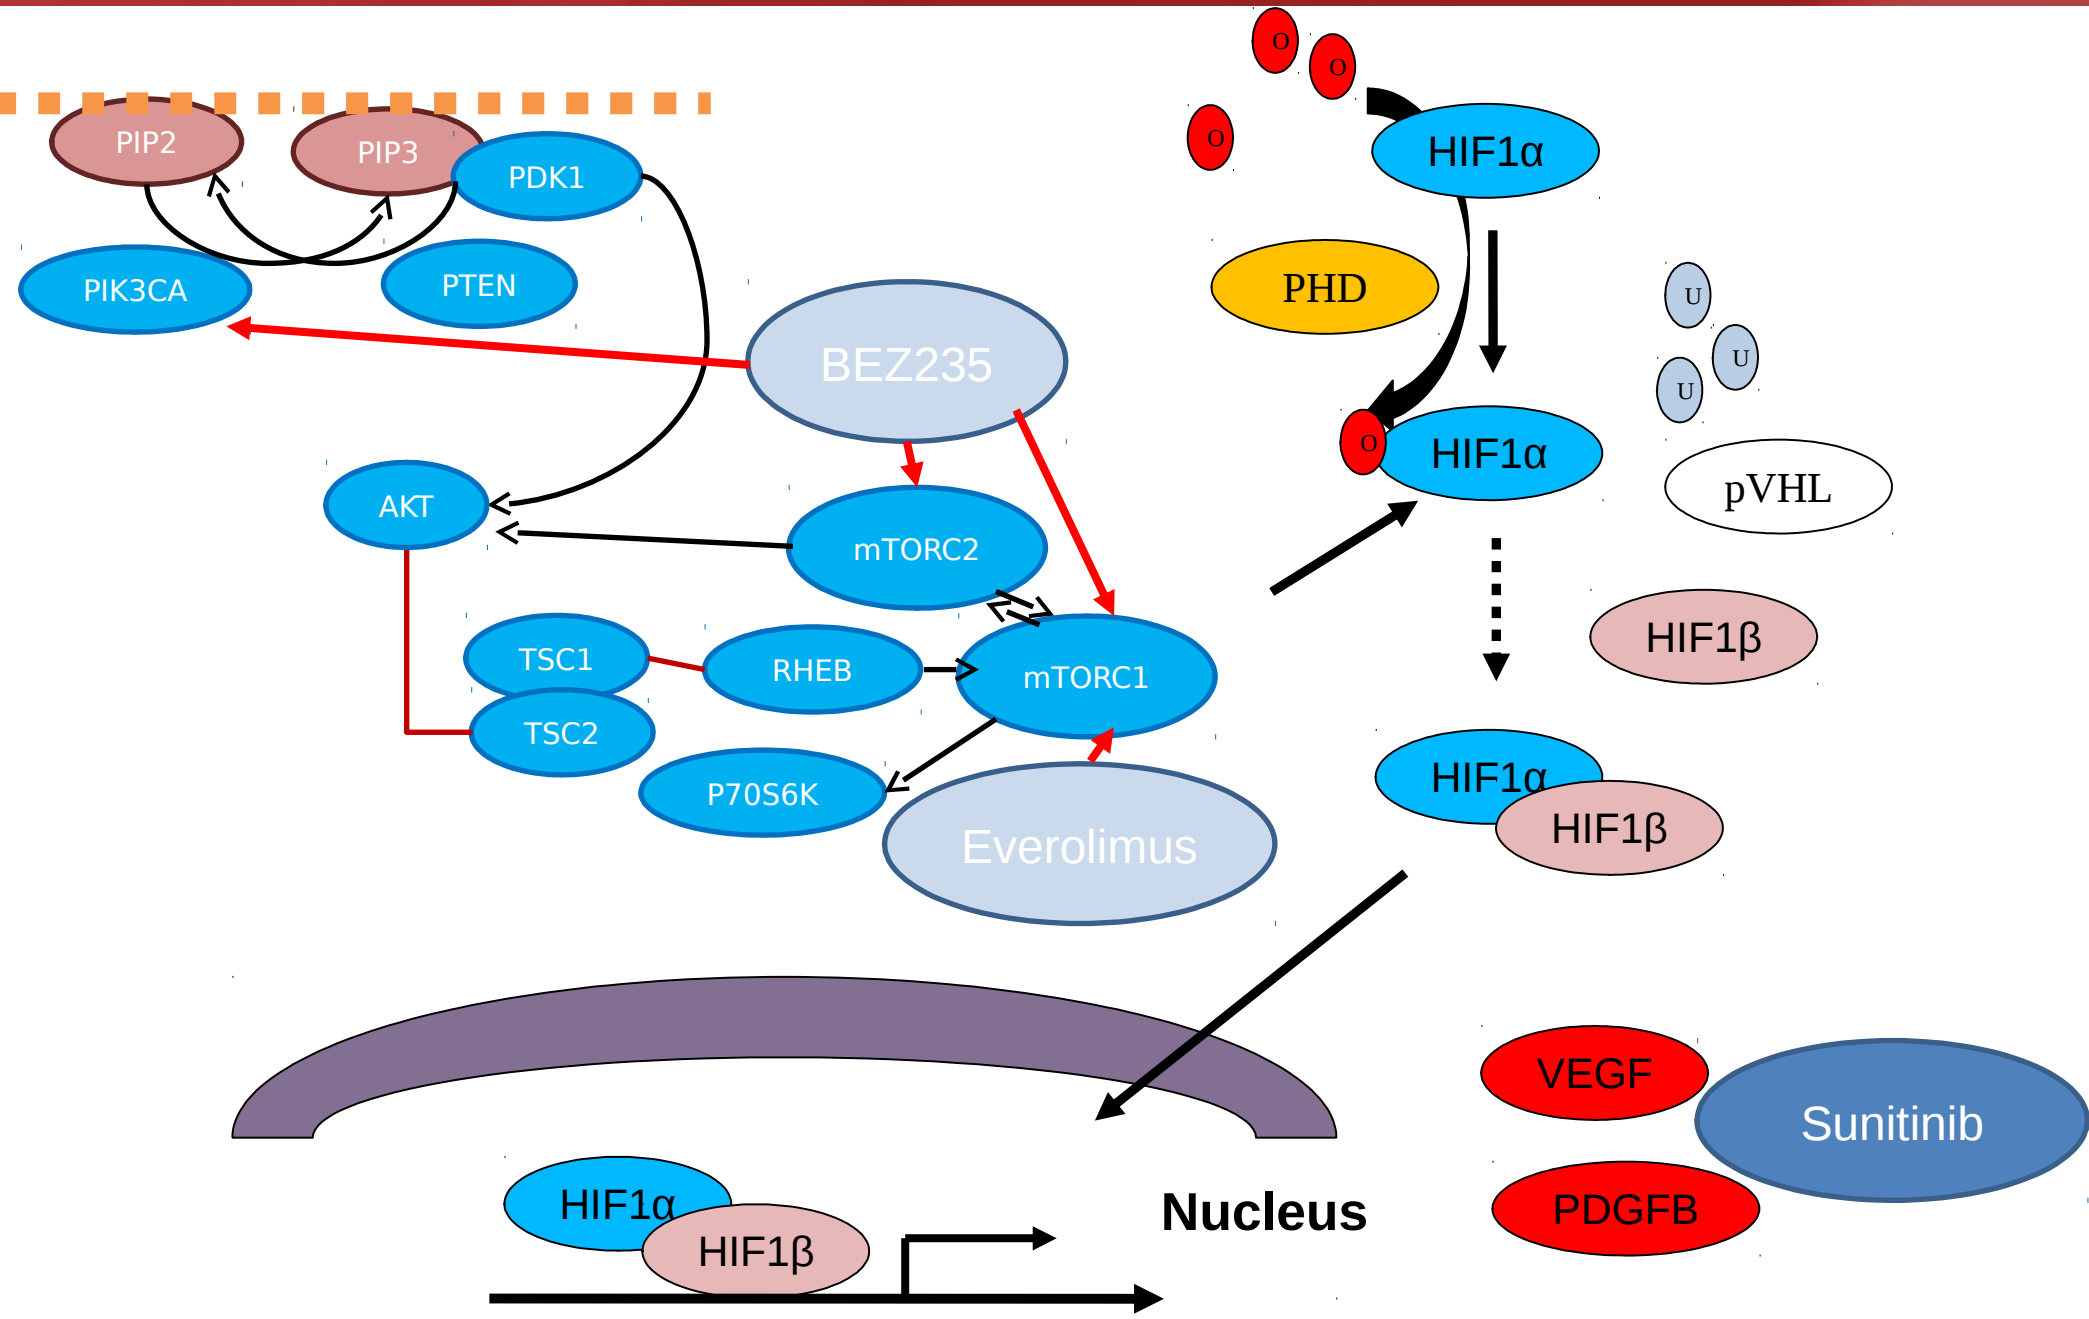 O
O
O
PIP2
PIP3
PDK1
HIF1α
PIK3CA
PTEN
PHD
U
U
U
BEZ235
O
HIF1α
pVHL
AKT
mTORC2
HIF1β
TSC1
RHEB
mTORC1
TSC2
P70S6K
HIF1α
HIF1β
Everolimus
VEGF
Sunitinib
PDGFB
HIF1α
HIF1β
Nucleus